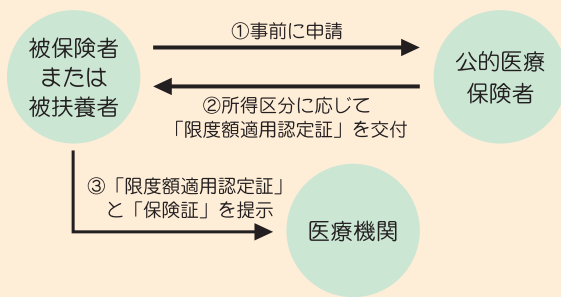 被保険者
または
被扶養者
①事前に申請
公的医療
保険者
②所得区分に応じて
「限度額適用認定証」を交付
③「限度額適用認定証」
と「保険証」を提示
医療機関